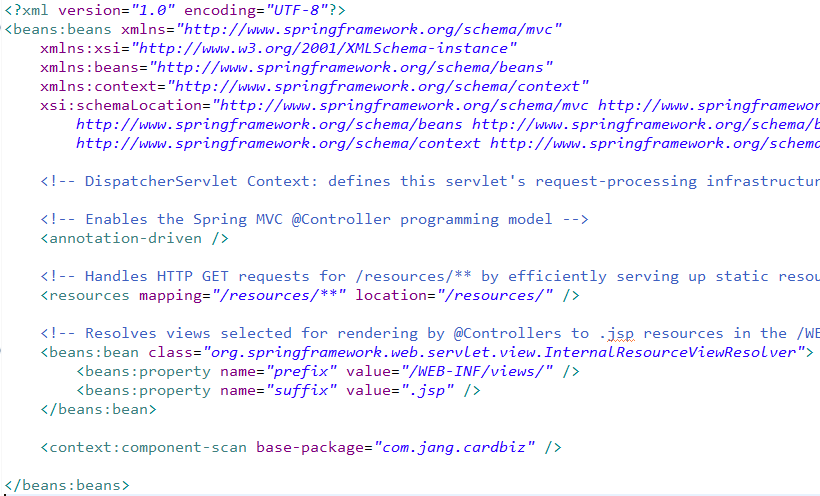 <?xml version="1.0" encoding="UTF-8"?>
<beans:beans xmlns="http://www.springframework.org/schema/mvc"
xmlns:xsi="http://www.w3.org/2001/XMLSchema-instance"
xmlns:beans="http://www.springframework.org/schema/beans"
xmlns:context="http://www.springframework.org/schema/context"
xsi:schemaLocation="http://www.springframework.org/schema/mvc http://www.springframewor
http://www.springframework.org/schema/beans http://www.springframework.org/schema/b
http://www.springframework.org/schema/context http://www.springframework.org/schema
<!-- DispatcherServlet Context: defines this servlet's request-processing infrastructur
<!-- Enables the Spring MVC @Controller programming model -->
<annotation-driven />
<!-- Handles HTTP GET requests for /resources/** by efficiently serving up static resou
<resources mapping="/resources/**" location="/resources/" />
<!-- Resolves views selected for rendering by @Controllers to .jsp resources in the /WE
<beans:bean class="org.springframework.web.servlet.view.InternalResourceViewResolver">
<beans:property name="prefix" value="/WEB-INF/views/" />
<beans:property name="suffix" value=".jsp" />
</beans:bean>
<context:component-scan base-package="com.jang.cardbiz" />
</beans:beans>